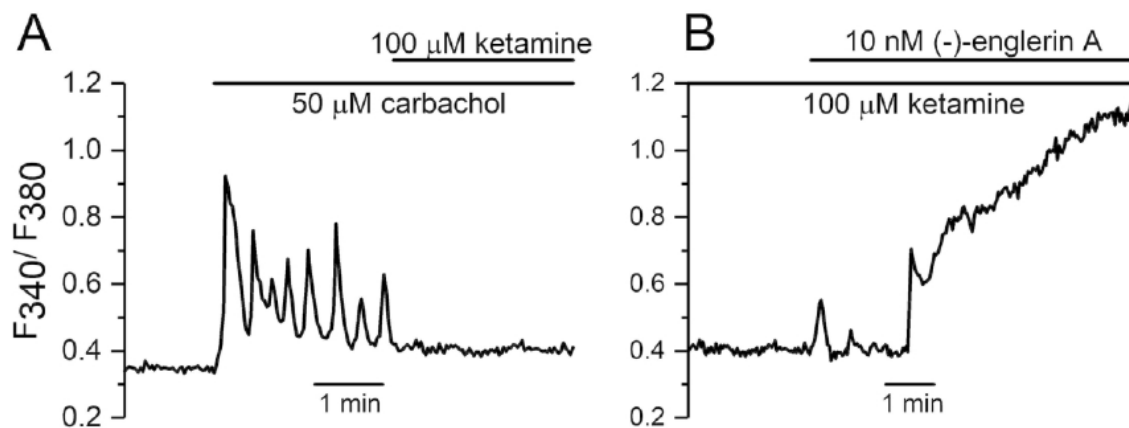 A
100 μM ketamine
50 μM carbachol
F340/ F380
1.2
1.0
0.8
0.6
0.4
0.2
1 min
B
10 nM (-)-englerin A
100 μM ketamine
1.2
1.0
0.8
0.6
0.4
0.2
1 min